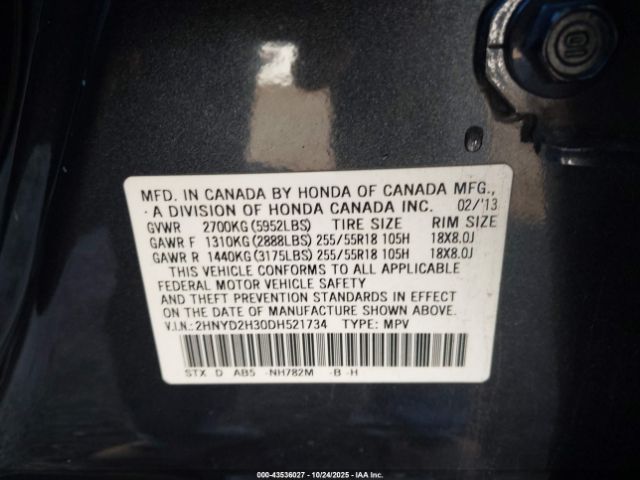 MFD. IN CANADA BY HONDA OF CANADA MFG.,
A DIVISION OF HONDA CANADA INC. 02/'13
GVWR 2700KG (5952LBS) TIRE SIZE RIM SIZE
GAWR F 1310KG (2888LBS) 255/55R18 105H 18X8.0J
GAWR R 1440KG (3175LBS) 255/55R18 105H 18X8.0J
THIS VEHICLE CONFORMS TO ALL APPLICABLE
FEDERAL MOTOR VEHICLE SAFETY
AND THEFT PREVENTION STANDARDS IN EFFECT
ON THE DATE OF MANUFACTURE SHOWN ABOVE.
V.I.N.: 2HNYD2H30DH521734 TYPE: MPV
STX D AB5 -NH782M -B -H
000-43536027 - 10/24/2025 - IAA Inc.